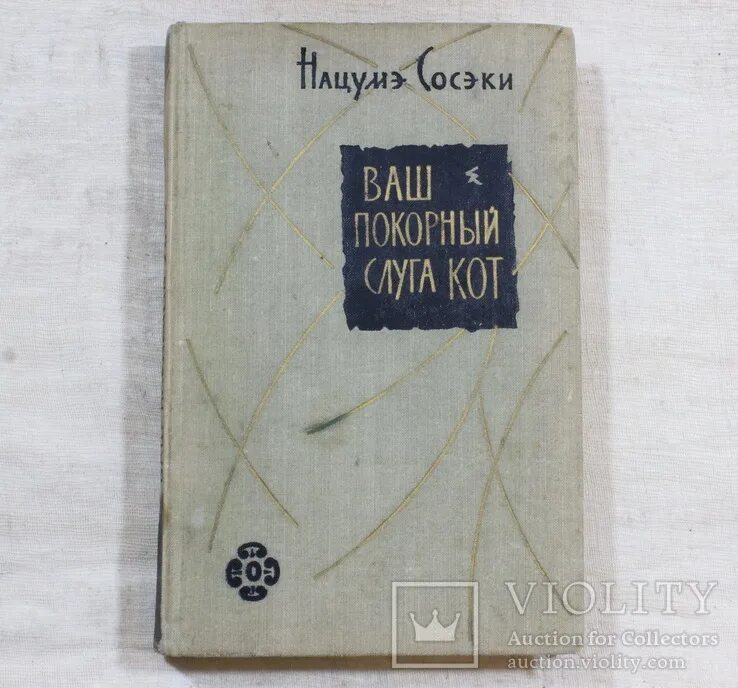 Нацумэ Сосэки
ВАШ
ПОКОРНЫЙ
СЛУГА КОТ
VIOLITY
Auction for Collectors
auction.violity.com